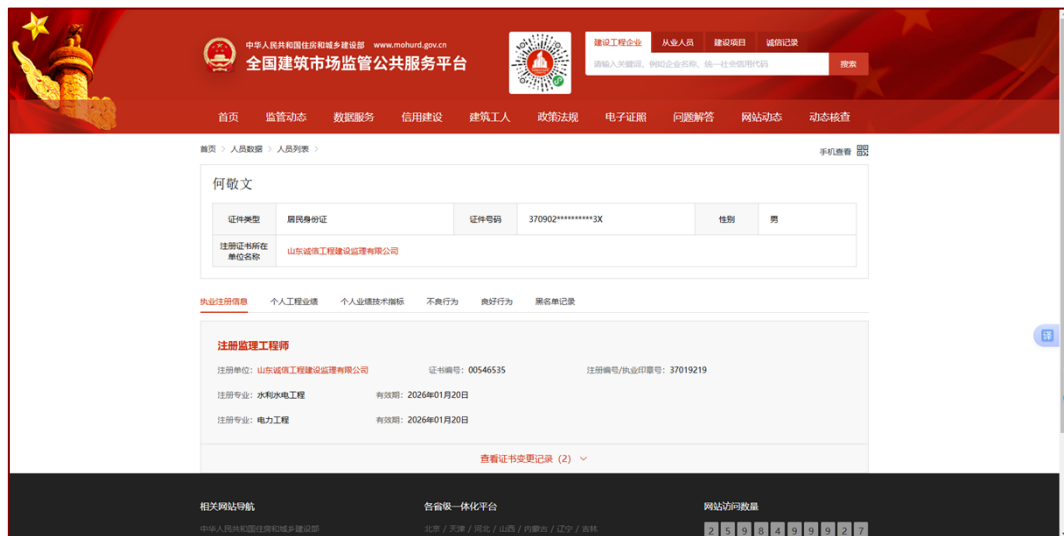 中华人民共和国住房和城乡建设部 www.mohurd.gov.cn
全国建筑市场监管公共服务平台
建设工程企业 从业人员 建设项目 诚信记录
请输入关键词，例如企业名称、统一社会信用代码 搜索
首页 监管动态 数据服务 信用建设 建筑工人 政策法规 电子证照 问题解答 网站动态 动态核查
首页 > 人员数据 > 人员列表 > 手机查看
何敬文
证件类型 居民身份证 证件号码 370902**********3X 性别 男
注册证书所在
单位名称 山东诚信工程建设监理有限公司
执业注册信息 个人工程业绩 个人业绩技术指标 不良行为 良好行为 黑名单记录
注册监理工程师
注册单位：山东诚信工程建设监理有限公司 证书编号：00546535 注册编号/执业印章号：37019219
注册专业：水利水电工程 有效期：2026年01月20日
注册专业：电力工程 有效期：2026年01月20日
查看证书变更记录（2）
译
相关网站导航 各省级一体化平台 网站访问数量
中华人民共和国住房和城乡建设部 北京 / 天津 / 河北 / 山西 / 内蒙古 / 辽宁 / 吉林 2 5 9 8 4 9 9 9 2 7